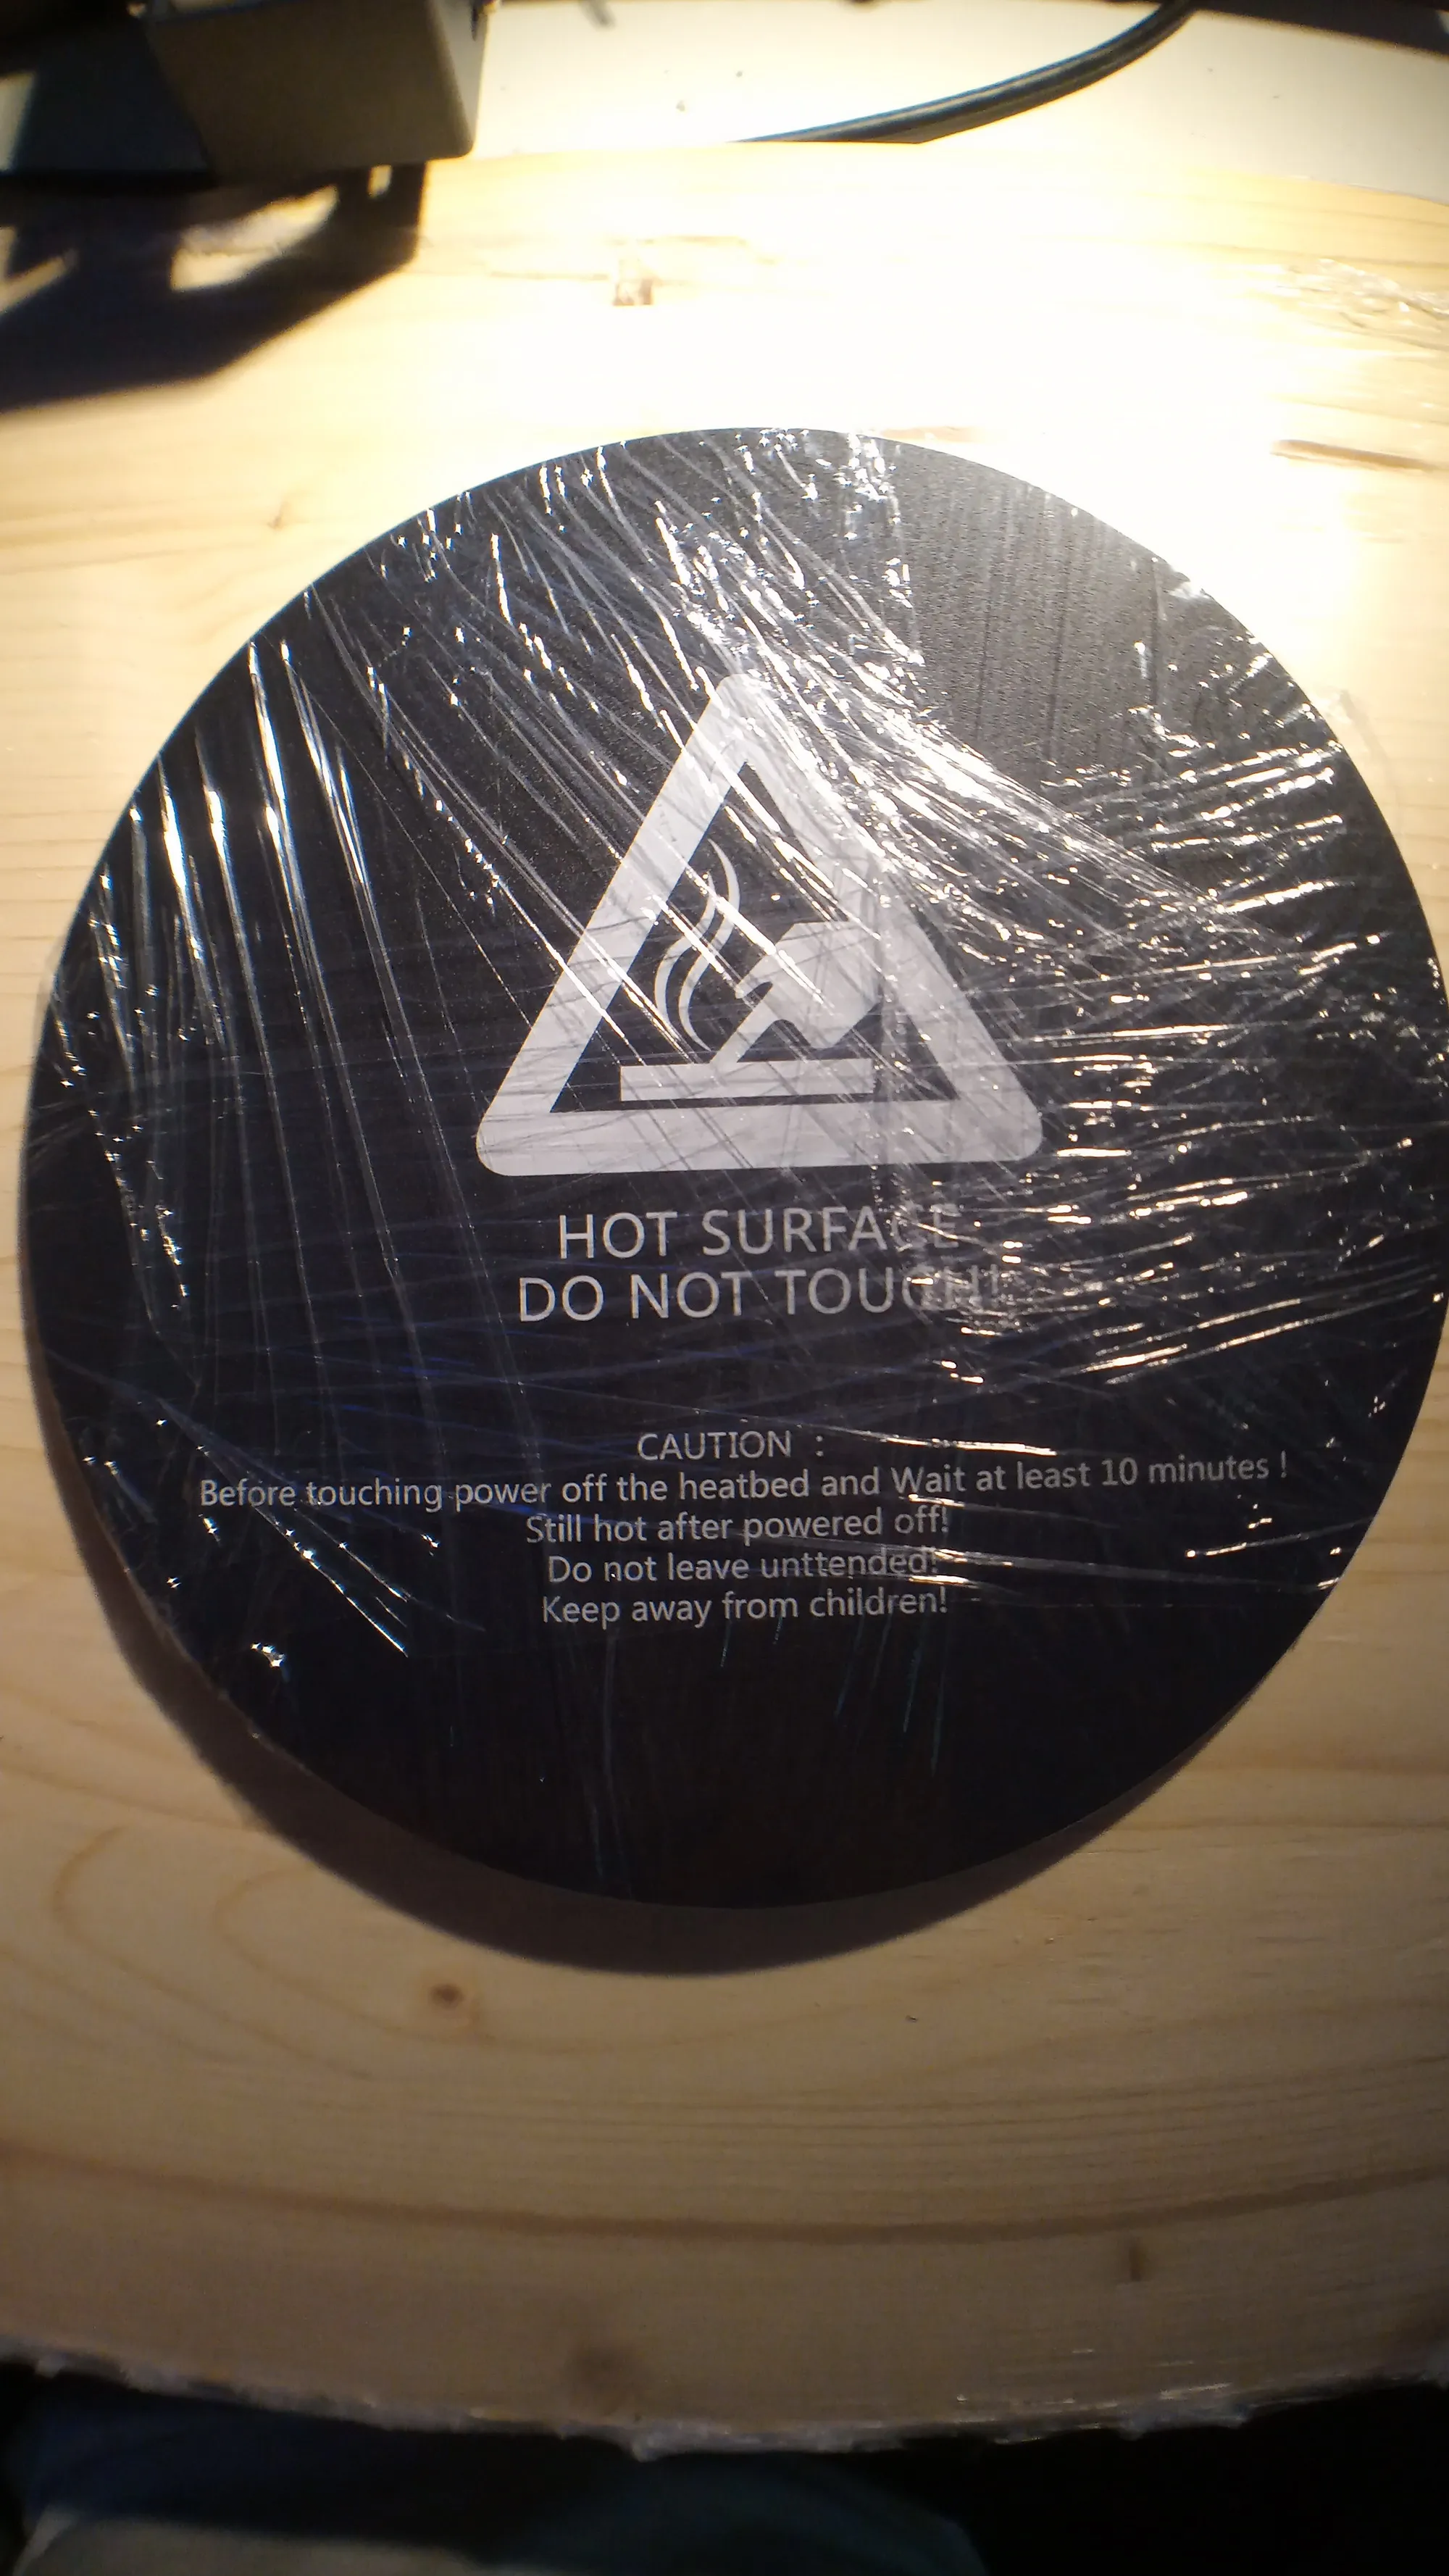 HOT SURFACE
DO NOT TOUCH!
CAUTION :
Before touching power off the heatbed and Wait at least 10 minutes !
Still hot after powered off!
Do not leave unttended!
Keep away from children!